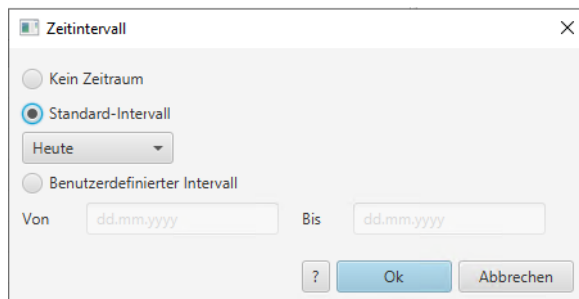 Zeitintervall
Kein Zeitraum
Standard-Intervall
Heute
Benutzerdefinierter Intervall
Von dd.mm.yyyy Bis dd.mm.yyyy
? Ok Abbrechen